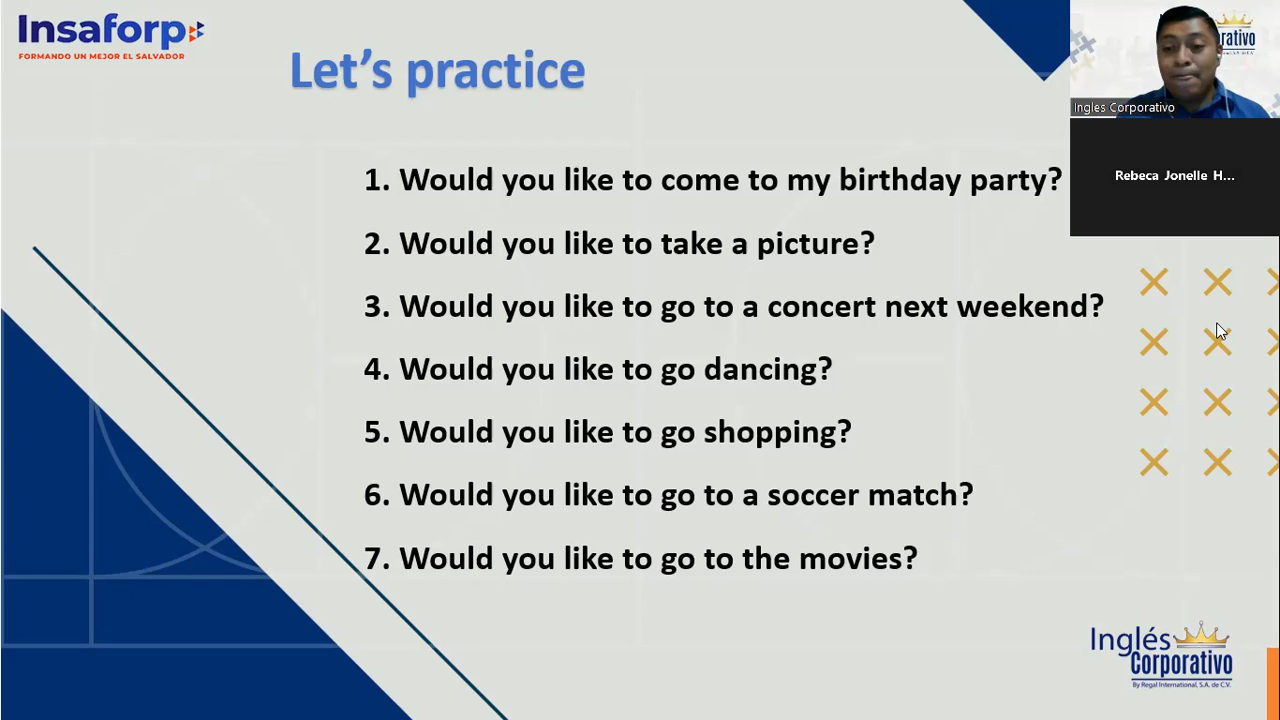 Insaforp
FORMANDO UN MEJOR EL SALVADOR
Let's practice
1. Would you like to come to my birthday party?
2. Would you like to take a picture?
3. Would you like to go to a concert next weekend?
4. Would you like to go dancing?
5. Would you like to go shopping?
6. Would you like to go to a soccer match?
7. Would you like to go to the movies?
Ingles Corporativo
Rebeca Jonelle H...
Inglés
Corporativo
By Regal International, S.A. de C.V.